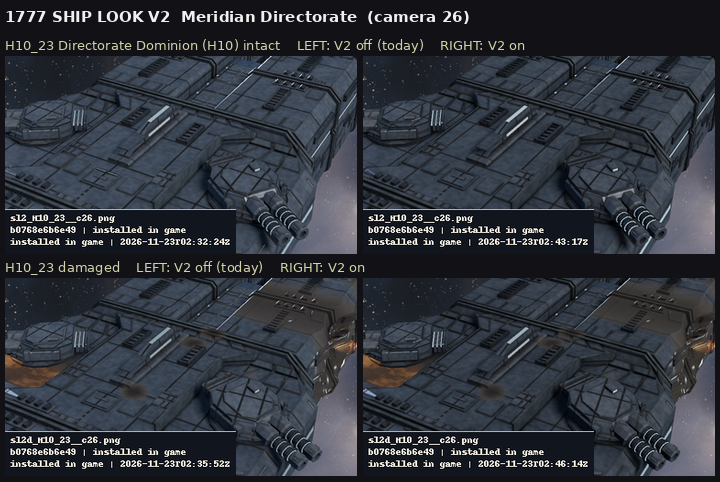 1777 SHIP LOOK V2  Meridian Directorate  (camera 26)
H10_23 Directorate Dominion (H10) intact    LEFT: V2 off (today)    RIGHT: V2 on
sl2_H10_23__c26.png
b0768e6b6e49 | installed in game
installed in game | 2026-11-23T02:32:24Z
sl2_H10_23__c26.png
b0768e6b6e49 | installed in game
installed in game | 2026-11-23T02:43:17Z
H10_23 damaged    LEFT: V2 off (today)    RIGHT: V2 on
sl2d_H10_23__c26.png
b0768e6b6e49 | installed in game
installed in game | 2026-11-23T02:35:52Z
sl2d_H10_23__c26.png
b0768e6b6e49 | installed in game
installed in game | 2026-11-23T02:46:14Z